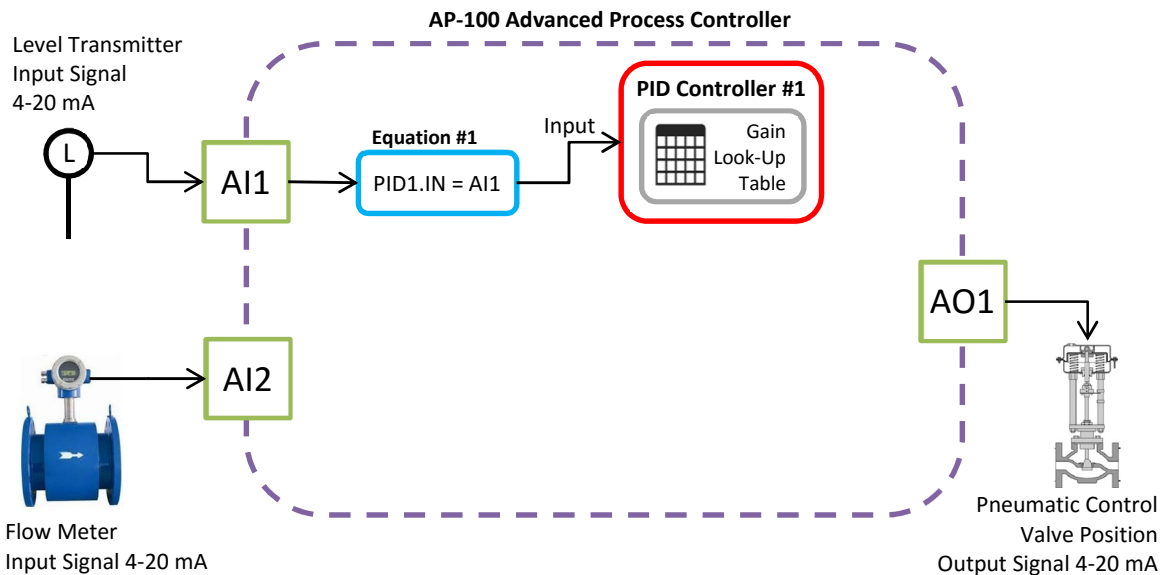 AP-100 Advanced Process Controller
Level Transmitter
Input Signal
4-20 mA
L
AI1
Equation #1
PID1.IN = AI1
Input
PID Controller #1
Gain
Look-Up
Table
AI2
AO1
Flow Meter
Input Signal 4-20 mA
Pneumatic Control
Valve Position
Output Signal 4-20 mA